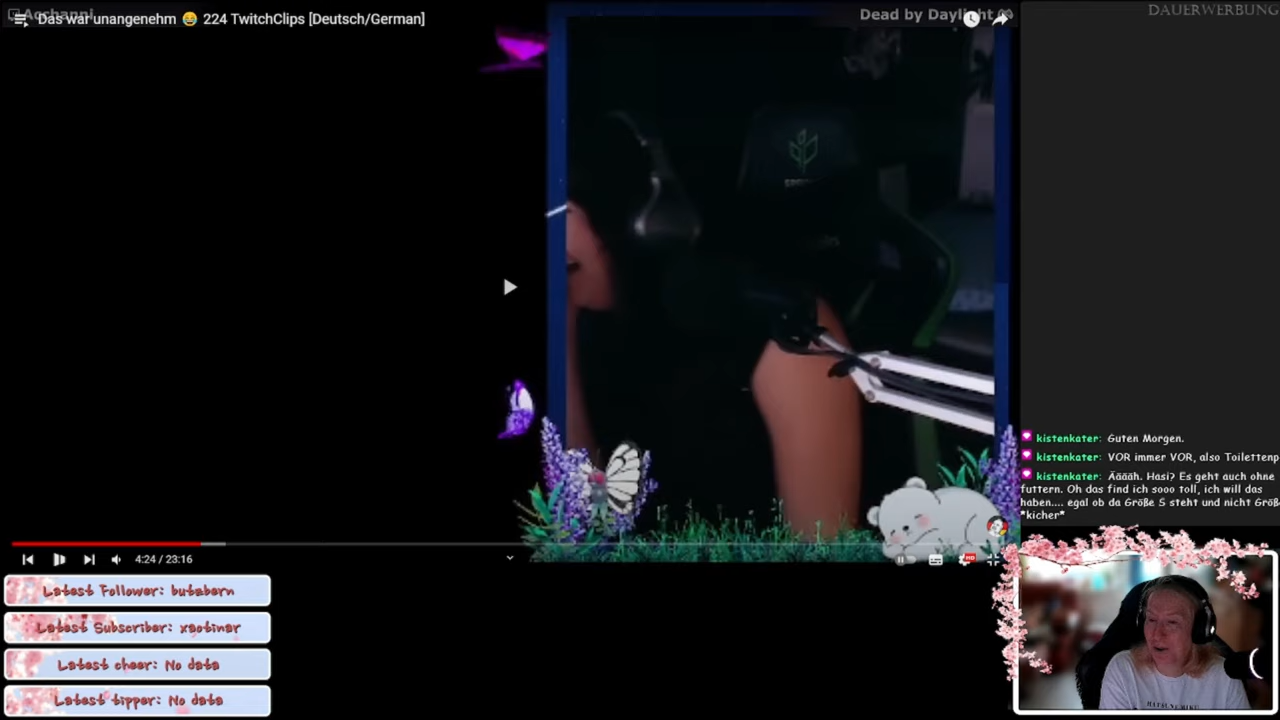 Das war unangenehm 😂 224 TwitchClips [Deutsch/German]
Dead by Daylight
DAUERWERBUNG
kistenkater: Guten Morgen.
kistenkater: VOR immer VOR, also Toilettenp
kistenkater: Ääääh. Hasi? Es geht auch ohne
futtern. Oh das find ich sooo toll, ich will das
haben.... egal ob da Größe S steht und nicht Größ
*kicher*
4:24 / 23:16
HD
Latest Follower: butabern
Latest Subscriber: xaotinar
Latest cheer: No data
Latest tipper: No data